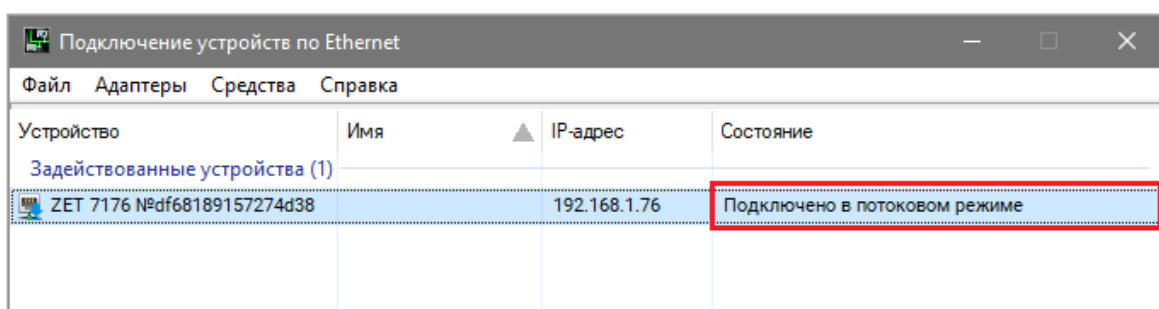 Подключение устройств по Ethernet
Файл Адаптеры Средства Справка
Устройство Имя IP-адрес Состояние
Задействованные устройства (1)
ZET 7176 №df68189157274d38 192.168.1.76 Подключено в потоковом режиме